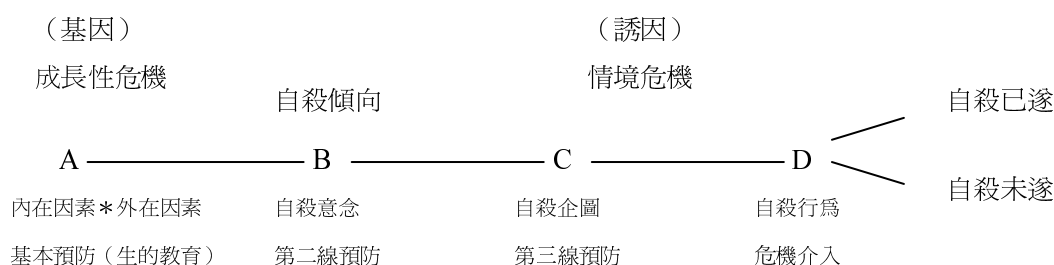 （基因） （誘因）
成長性危機 情境危機
自殺傾向 自殺已遂
A B C D
自殺未遂
內在因素＊外在因素 自殺意念 自殺企圖 自殺行為
基本預防（生的教育） 第二線預防 第三線預防 危機介入